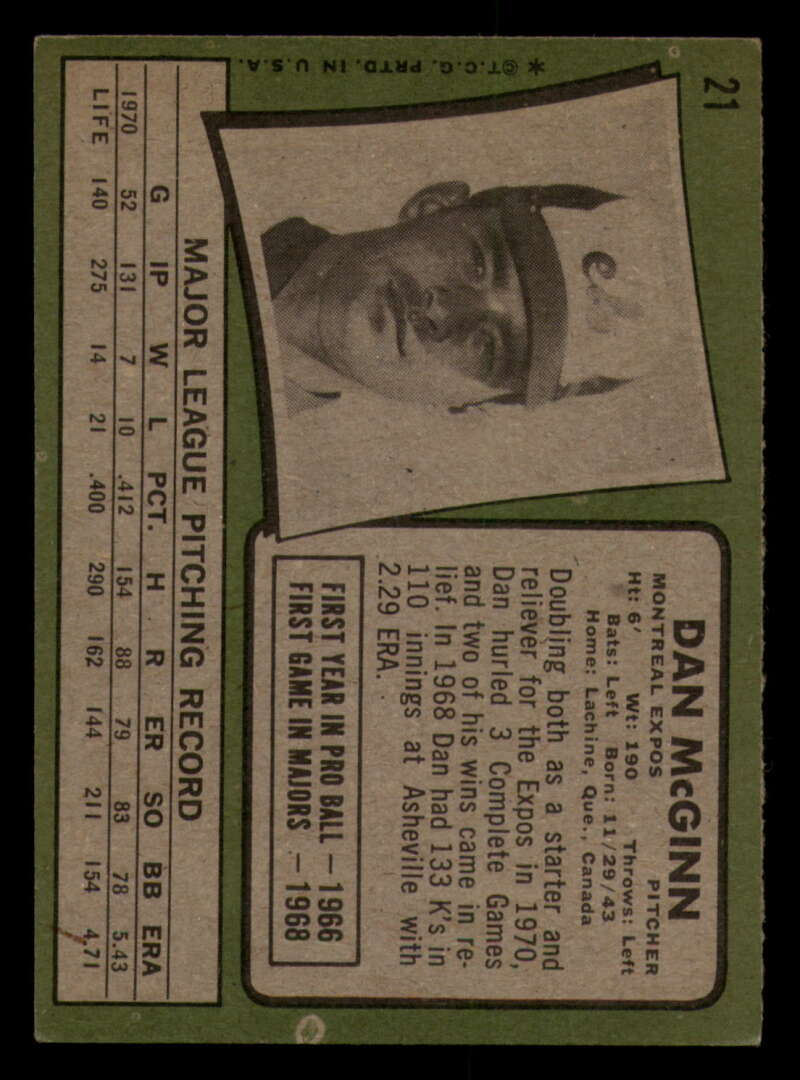 21
* © T.C.G. PRTD. IN U.S.A.
e
DAN McGINN
MONTREAL EXPOS PITCHER
Ht: 6′ Wt: 190 Throws: Left
Bats: Left Born: 11/29/43
Home: Lachine, Que., Canada
Doubling both as a starter and
reliever for the Expos in 1970,
Dan hurled 3 Complete Games
and two of his wins came in re-
lief. In 1968 Dan had 133 K's in
110 innings at Asheville with
2.29 ERA.
FIRST YEAR IN PRO BALL — 1966
FIRST GAME IN MAJORS — 1968
MAJOR LEAGUE PITCHING RECORD
G IP W L PCT. H R ER SO BB ERA
1970 52 131 7 10 .412 154 88 79 83 78 5.43
LIFE 140 275 14 21 .400 290 162 144 211 154 4.71